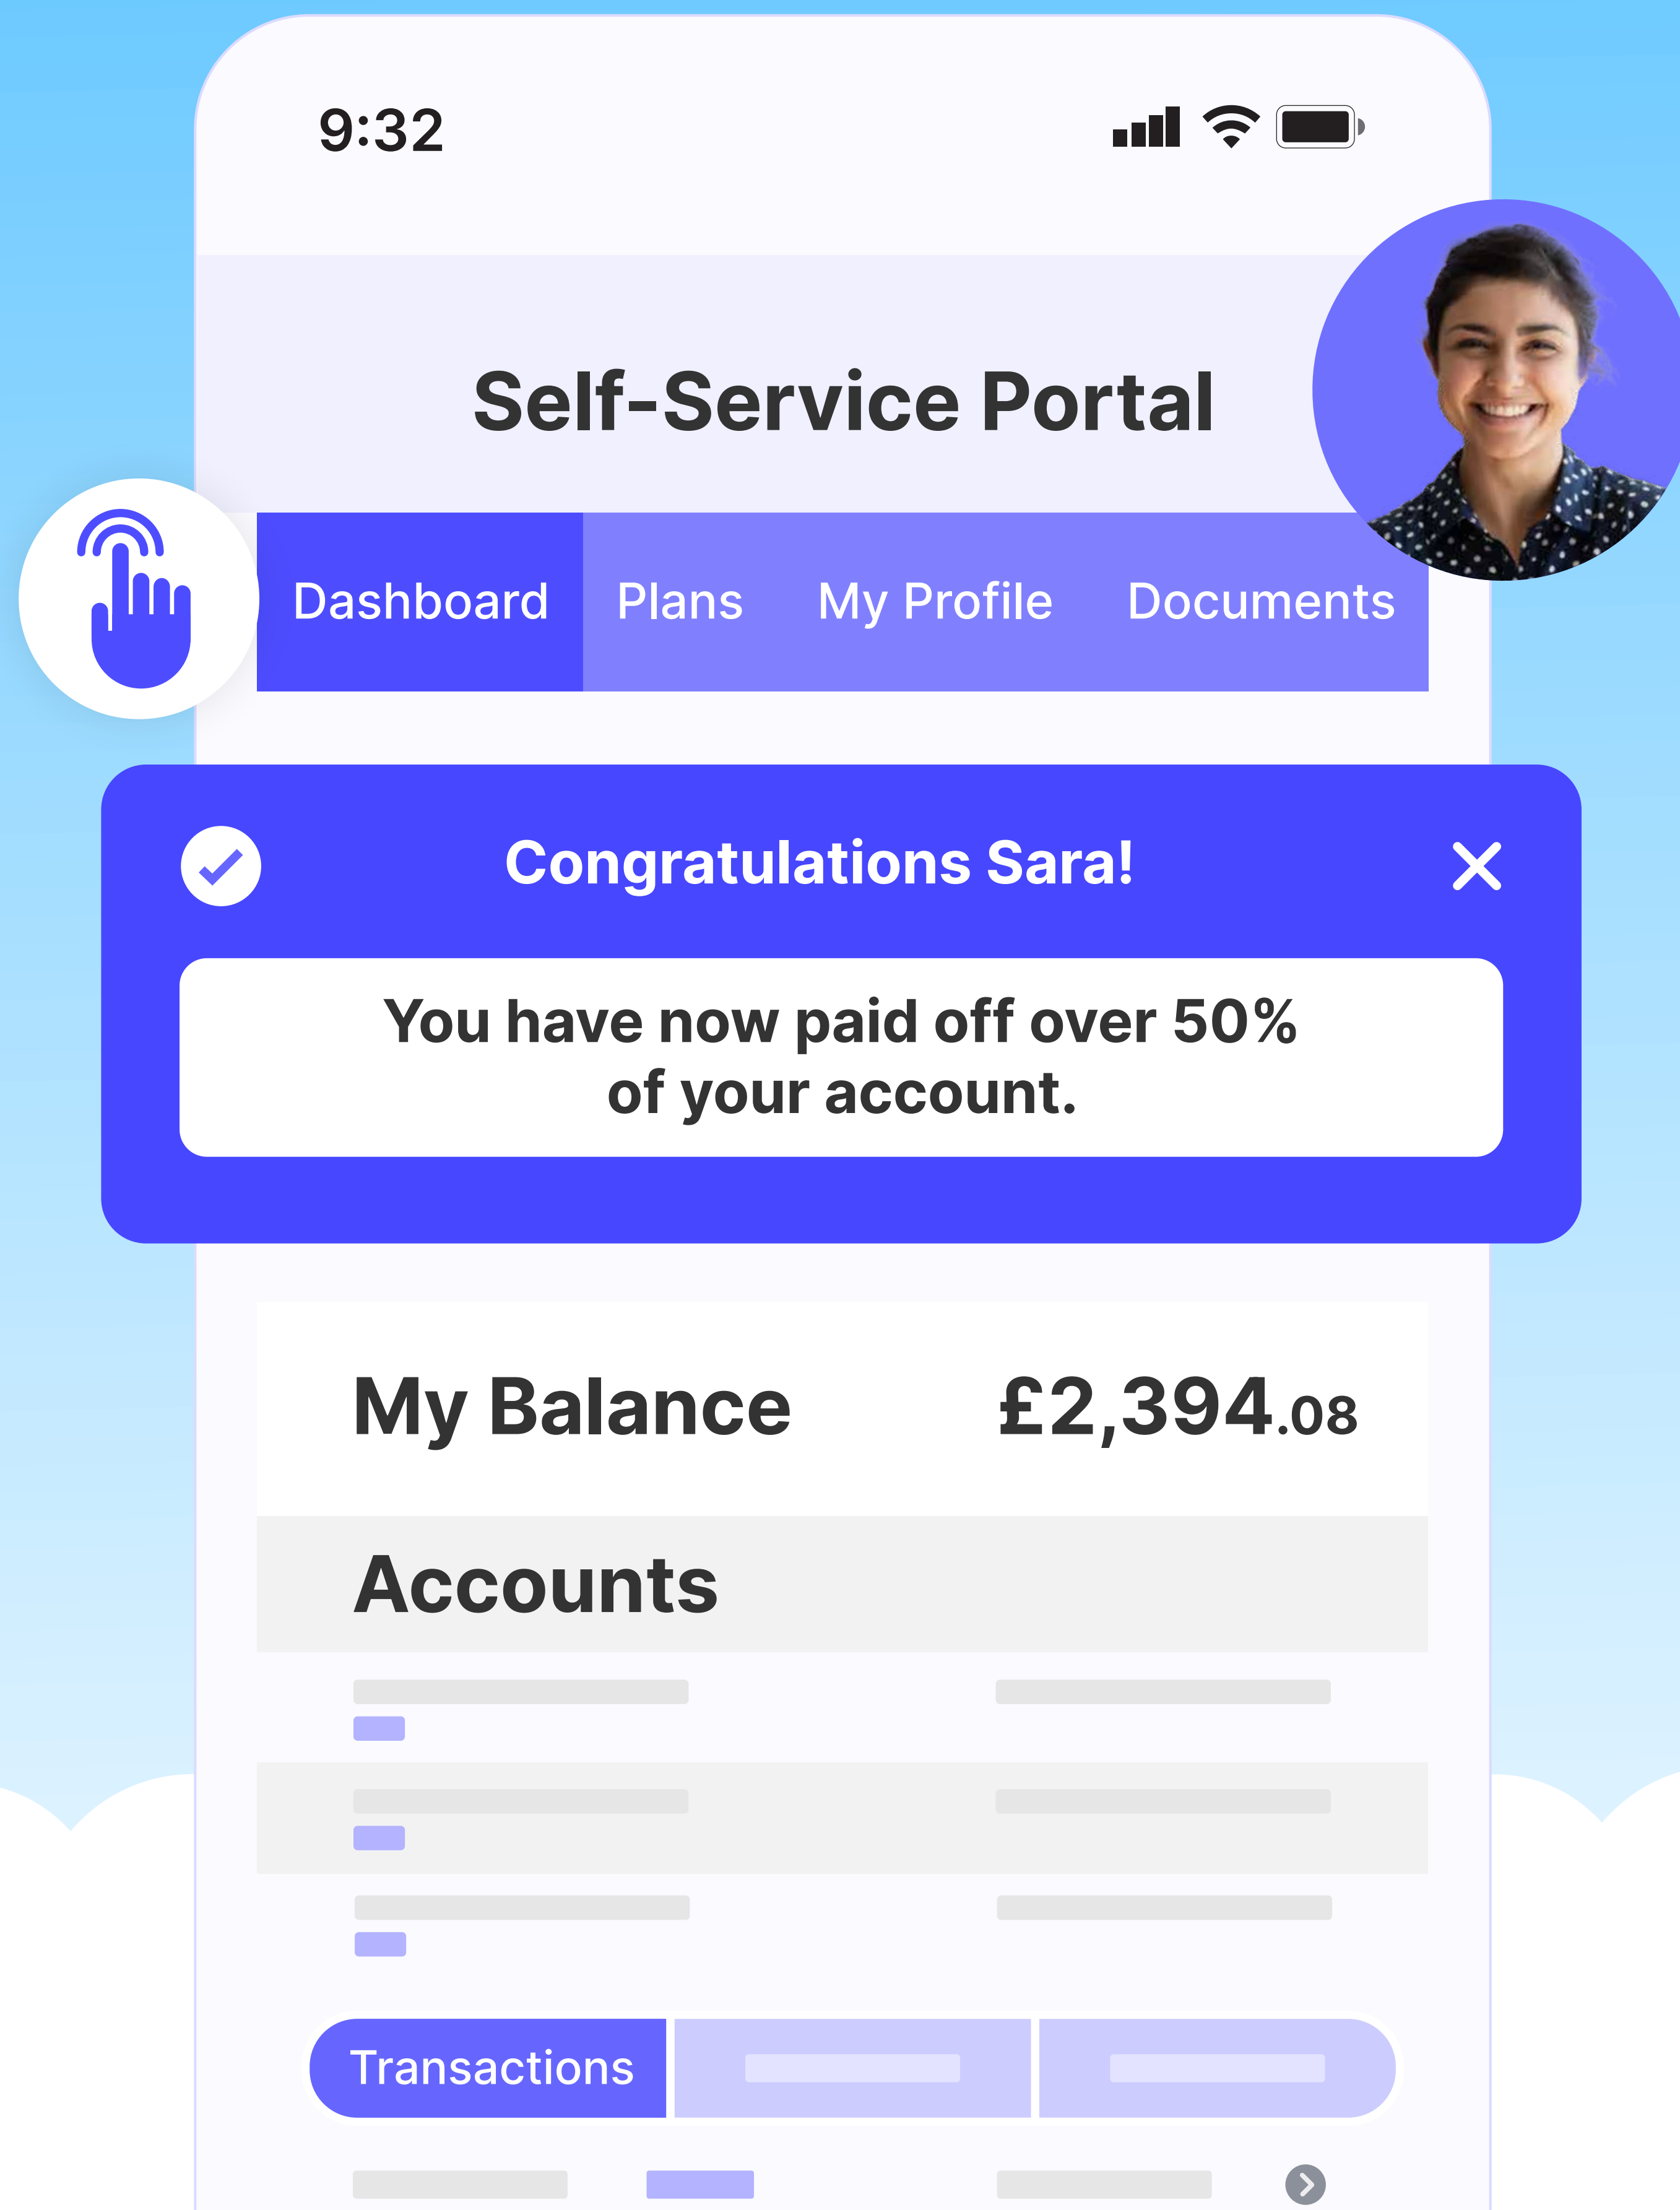 9:32
Self-Service Portal
Dashboard Plans My Profile Documents
Congratulations Sara!
You have now paid off over 50%
of your account.
My Balance £2,394.08
Accounts
Transactions